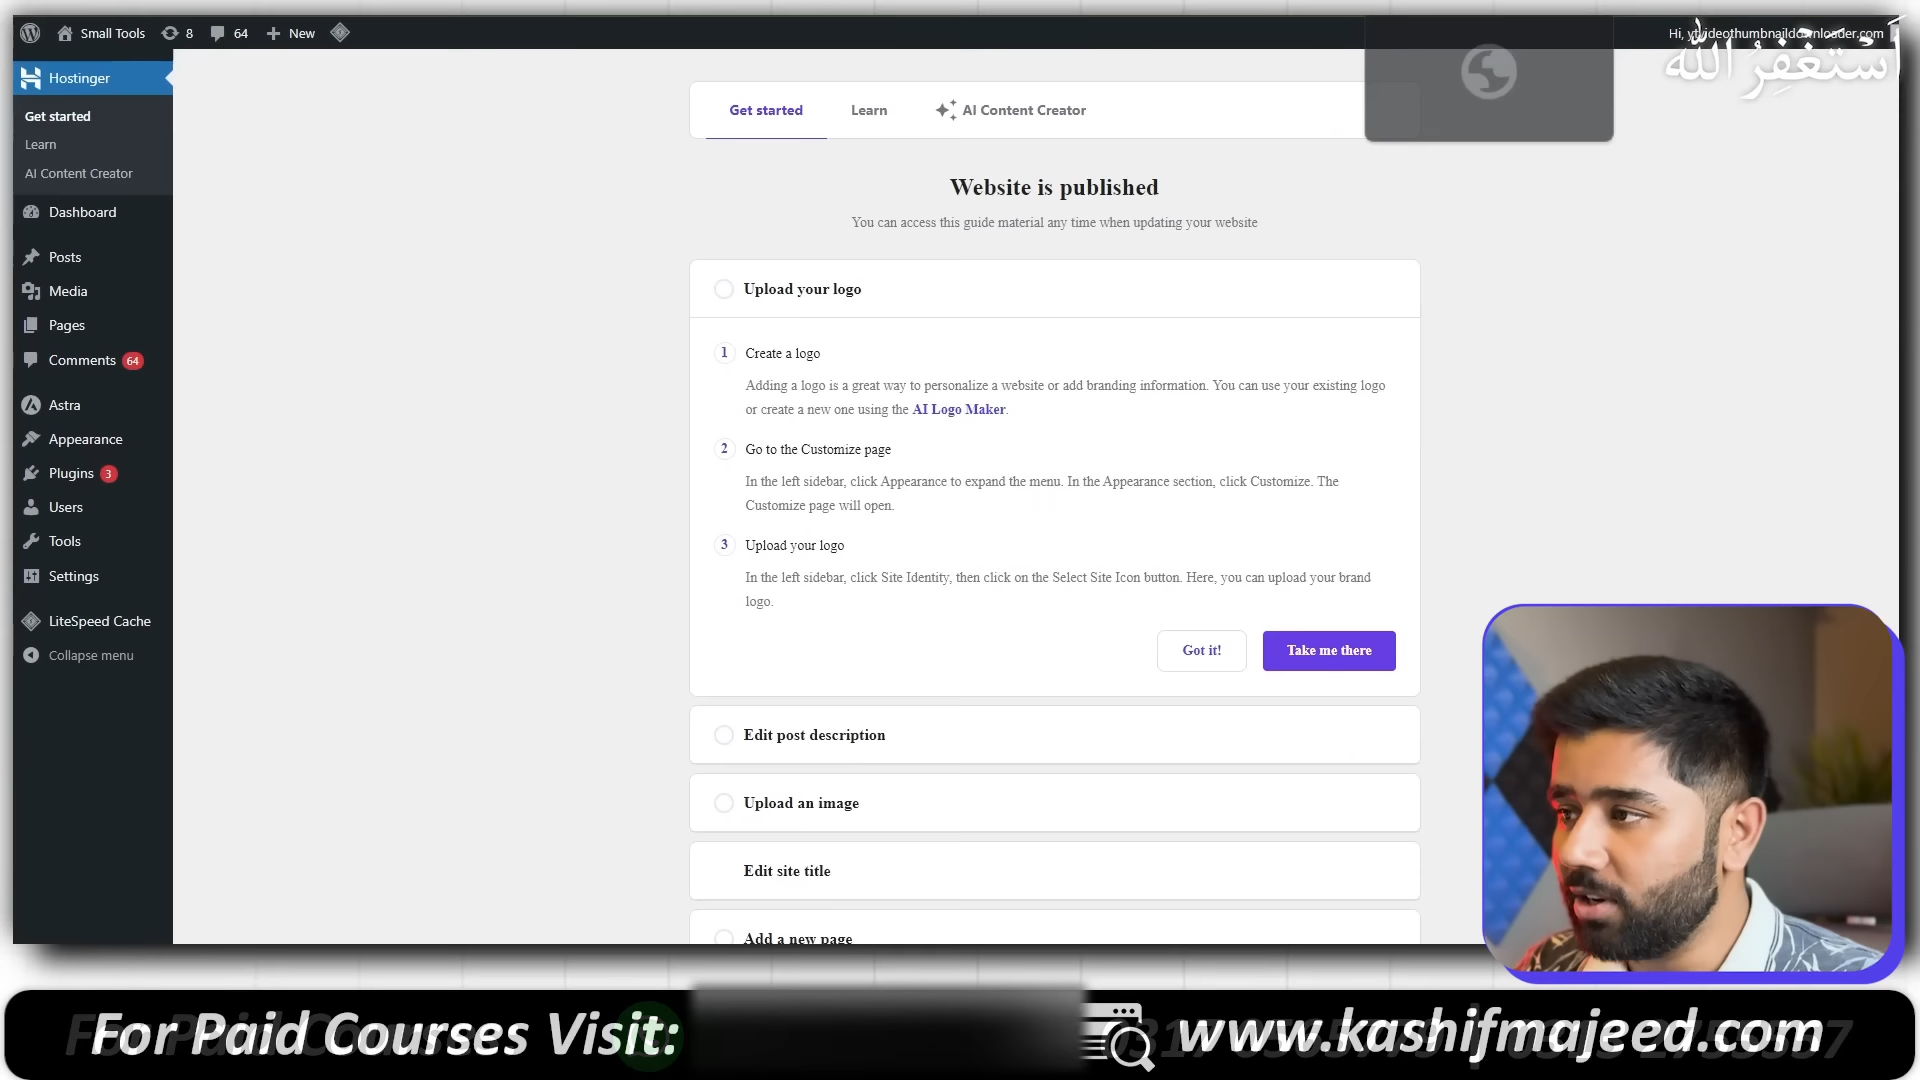 Small Tools
8
64
New
Hi, ytvideothumbnaildownloader.com
أَسْتَغْفِرُ اللَّٰه
Hostinger
Get started
Learn
AI Content Creator
Dashboard
Posts
Media
Pages
Comments 64
Astra
Appearance
Plugins 3
Users
Tools
Settings
LiteSpeed Cache
Collapse menu
Get started
Learn
AI Content Creator
Website is published
You can access this guide material any time when updating your website
Upload your logo
1 Create a logo
Adding a logo is a great way to personalize a website or add branding information. You can use your existing logo
or create a new one using the AI Logo Maker.
2 Go to the Customize page
In the left sidebar, click Appearance to expand the menu. In the Appearance section, click Customize. The
Customize page will open.
3 Upload your logo
In the left sidebar, click Site Identity, then click on the Select Site Icon button. Here, you can upload your brand
logo.
Got it!
Take me there
Edit post description
Upload an image
Edit site title
Add a new page
For Paid Courses Visit:
www.kashifmajeed.com